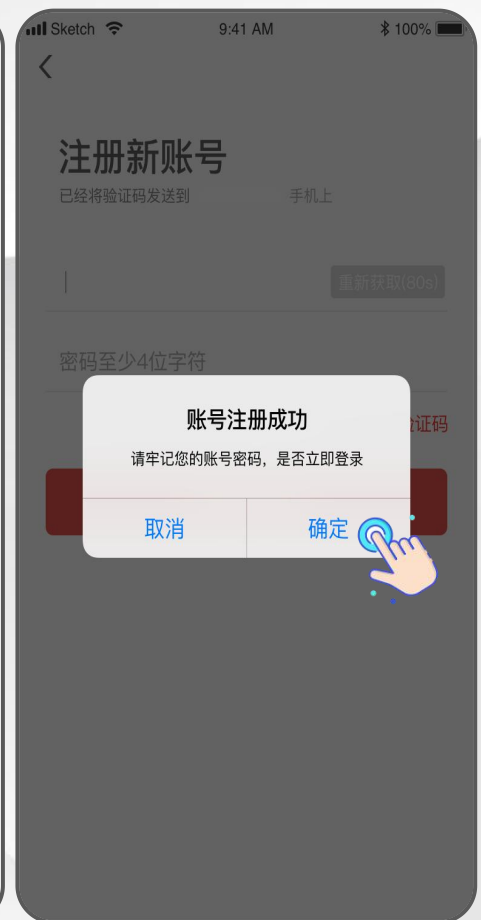 Sketch 9:41 AM 100%
注册新账号
已经将验证码发送到 手机上
重新获取(80s)
密码至少4位字符
验证码
账号注册成功
请牢记您的账号密码，是否立即登录
取消 确定